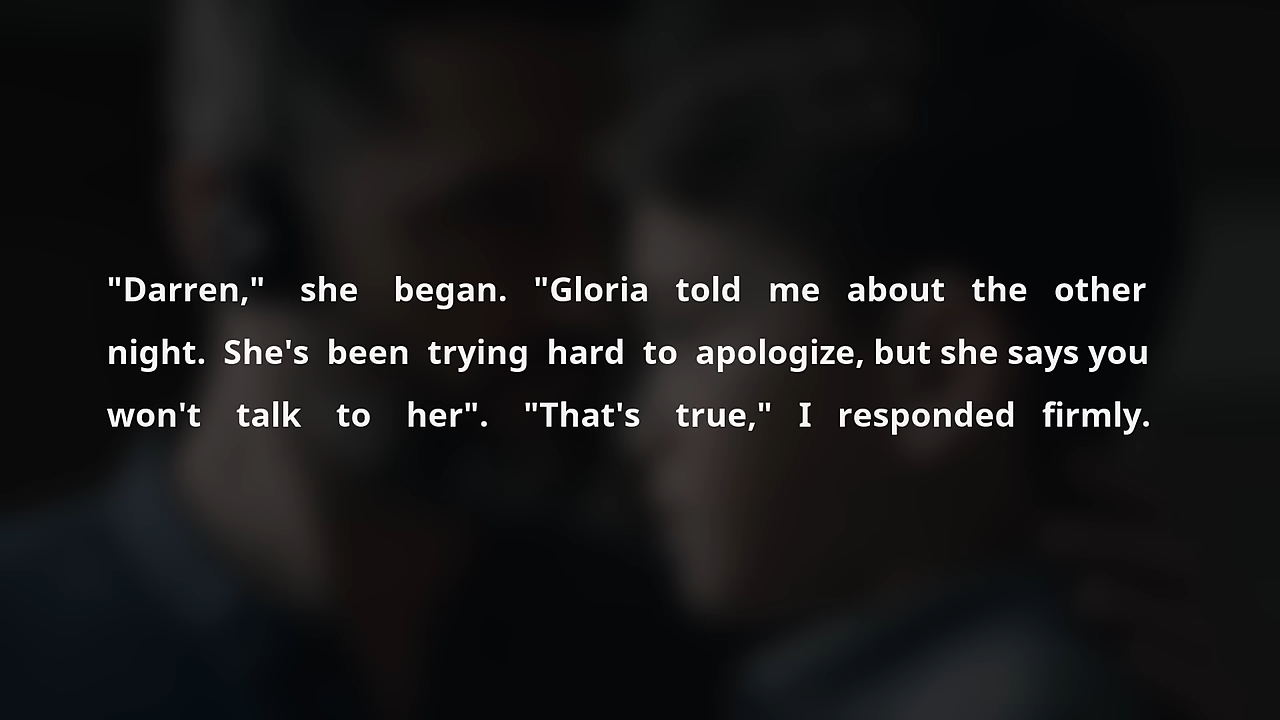 "Darren," she began. "Gloria told me about the other
night. She's been trying hard to apologize, but she says you
won't talk to her". "That's true," I responded firmly.